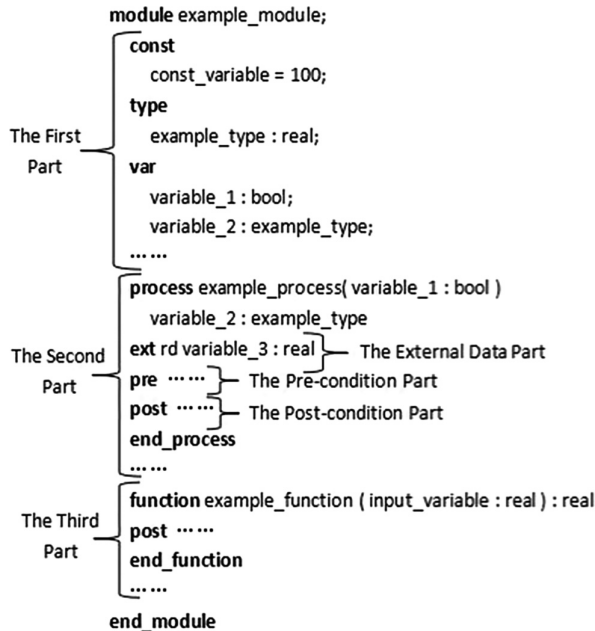 module example_module;
const
const_variable = 100;
type
example_type : real;
The First
Part
var
variable_1 : bool;
variable_2 : example_type;
... ...
process example_process( variable_1 : bool )
variable_2 : example_type
ext rd variable_3 : real
The External Data Part
The Second
Part
pre ... ...
The Pre-condition Part
post ... ...
The Post-condition Part
end_process
... ...
function example_function ( input_variable : real ) : real
The Third
Part
post ... ...
end_function
... ...
end_module